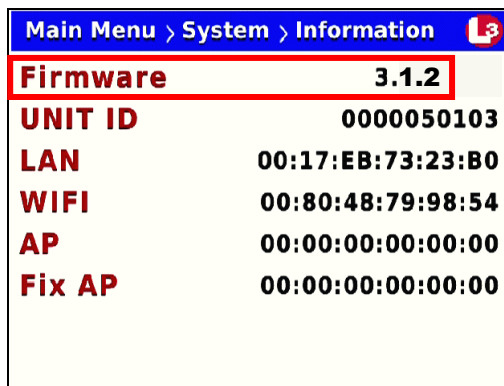 Main Menu > System > Information L3
Firmware 3.1.2
UNIT ID 0000050103
LAN 00:17:EB:73:23:B0
WIFI 00:80:48:79:98:54
AP 00:00:00:00:00:00
Fix AP 00:00:00:00:00:00